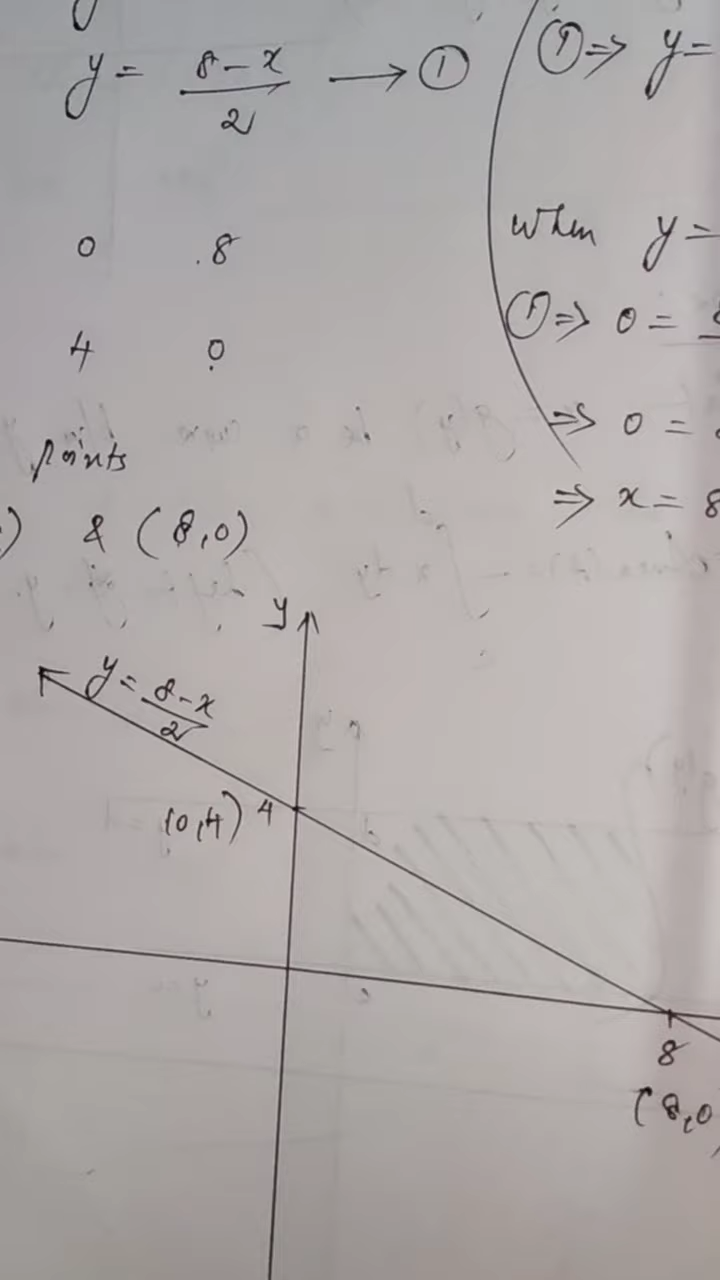 y = 8-x/2 → ①
0 8
4 0
points
) & (8,0)
① ⇒ y =
when y =
① ⇒ 0 =
⇒ 0 =
⇒ x = 8
y
y = 8-x/2
(0,4) 4
8
(8,0